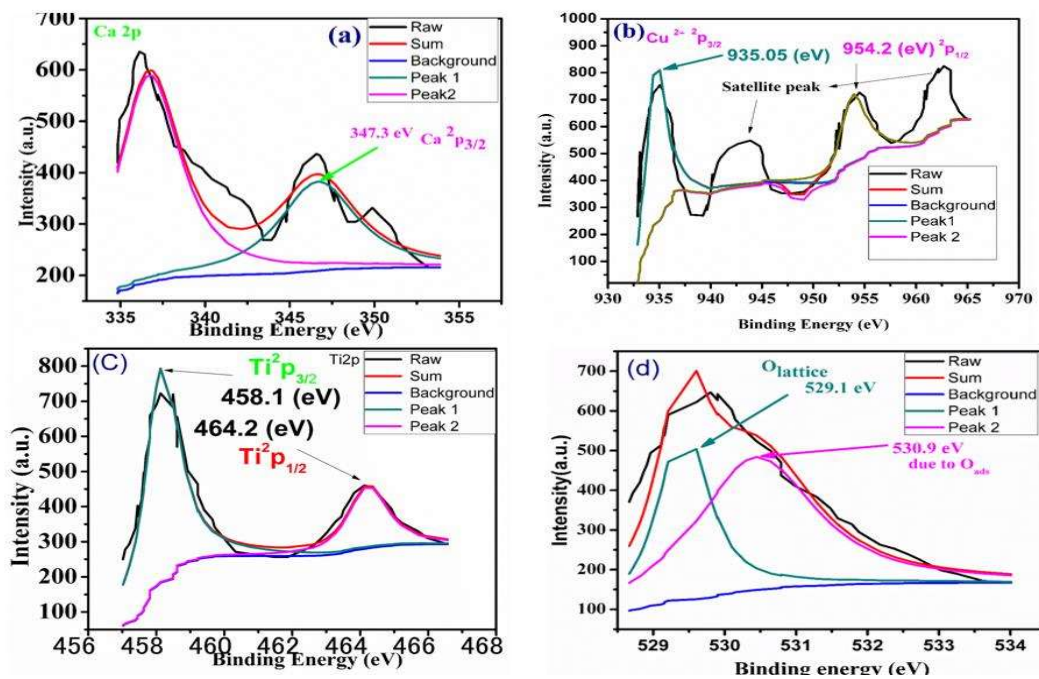 Ca 2p
(a)
Raw
Sum
Background
Peak 1
Peak2
347.3 eV Ca ²p₃/₂
Intensity (a.u.)
700
600
500
400
300
200
335 340 345 350 355
Binding Energy (eV)
(b)
Cu ²⁺ ²p₃/₂
935.05 (eV)
954.2 (eV) ²p₁/₂
Satellite peak
Raw
Sum
Background
Peak1
Peak 2
Intensity (a.u.)
1000
900
800
700
600
500
400
300
200
100
0
930 935 940 945 950 955 960 965 970
Binding Energy (eV)
(C)
Ti²p₃/₂
458.1 (eV)
464.2 (eV)
Ti²p₁/₂
Ti2p
Raw
Sum
Background
Peak 1
Peak 2
Intensity (a.u.)
800
700
600
500
400
300
200
100
456 458 460 462 464 466 468
Binding Energy (eV)
(d)
Olattice
529.1 eV
530.9 eV
due to Oads
Raw
Sum
Background
Peak 1
Peak 2
Intensity(a.u.)
700
600
500
400
300
200
100
529 530 531 532 533 534
Binding energy (eV)